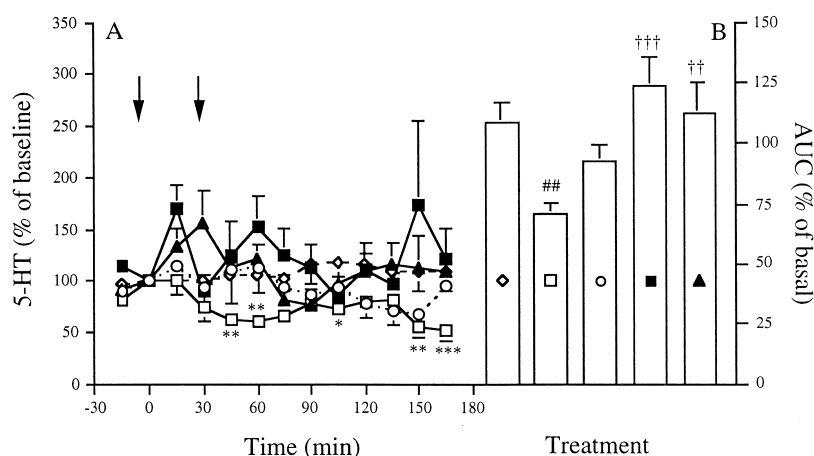 A
B
350
300
250
200
150
100
50
0
5-HT (% of baseline)
-30 0 30 60 90 120 150 180
Time (min)
** ** * ** ***
## ††† ††
Treatment
150
125
100
75
50
25
0
AUC (% of basal)